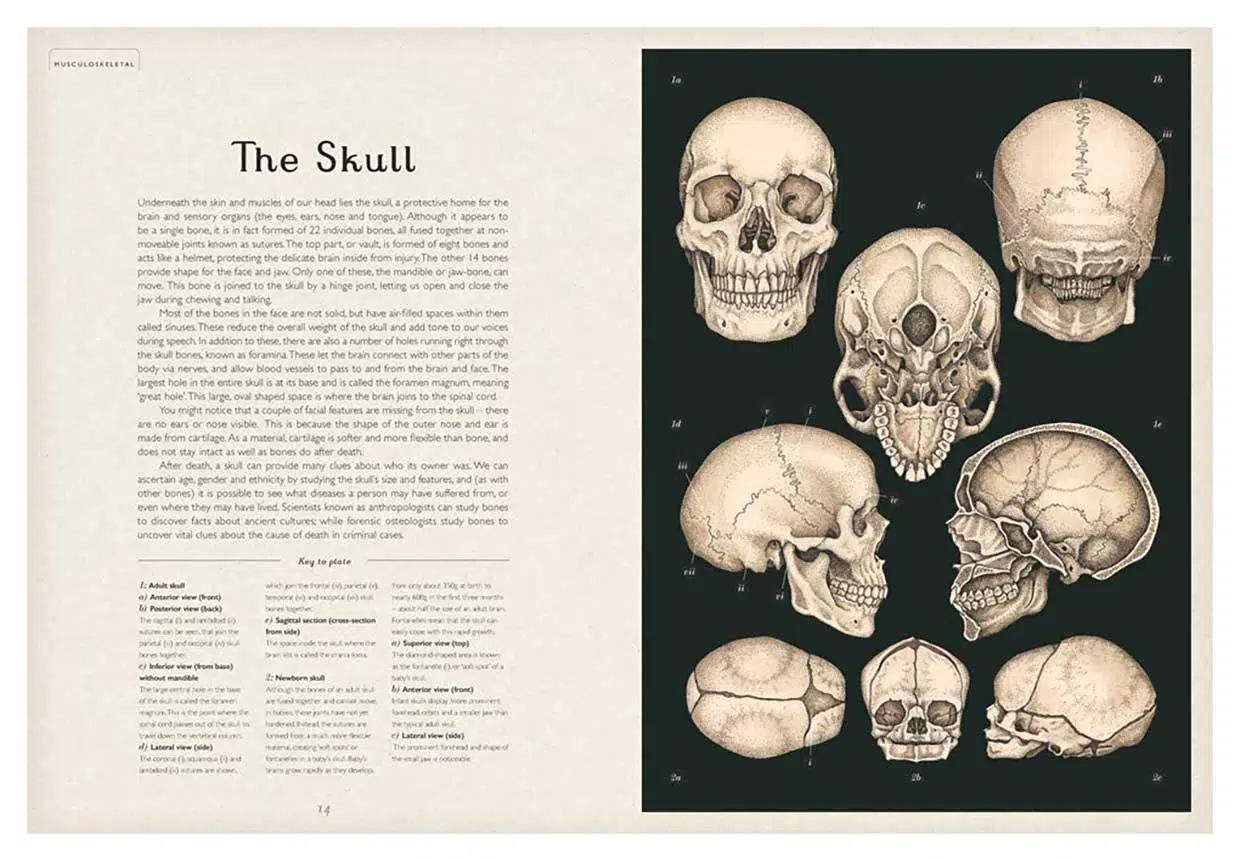 MUSCULOSKELETAL
The Skull
Underneath the skin and muscles of our head lies the skull, a protective home for the
brain and sensory organs (the eyes, ears, nose and tongue). Although it appears to
be a single bone, it is in fact formed of 22 individual bones, all fused together at non-
moveable joints known as sutures. The top part, or vault, is formed of eight bones and
acts like a helmet, protecting the delicate brain inside from injury. The other 14 bones
provide shape for the face and jaw. Only one of these, the mandible or jaw-bone, can
move. This bone is joined to the skull by a hinge joint, letting us open and close the
jaw during chewing and talking.
Most of the bones in the face are not solid, but have air-filled spaces within them
called sinuses. These reduce the overall weight of the skull and add tone to our voices
during speech. In addition to these, there are also a number of holes running right through
the skull bones, known as foramina. These let the brain connect with other parts of the
body via nerves, and allow blood vessels to pass to and from the brain and face. The
largest hole in the entire skull is at its base and is called the foramen magnum, meaning
‘great hole’. This large, oval shaped space is where the brain joins to the spinal cord.
You might notice that a couple of facial features are missing from the skull – there
are no ears or nose visible. This is because the shape of the outer nose and ear is
made from cartilage. As a material, cartilage is softer and more flexible than bone, and
does not stay intact as well as bones do after death.
After death, a skull can provide many clues about who its owner was. We can
ascertain age, gender and ethnicity by studying the skull's size and features, and (as with
other bones) it is possible to see what diseases a person may have suffered from, or
even where they may have lived. Scientists known as anthropologists can study bones
to discover facts about ancient cultures; while forensic osteologists study bones to
uncover vital clues about the cause of death in criminal cases.
Key to plate
1: Adult skull
a) Anterior view (front)
b) Posterior view (back)
The sagittal (i) and lambdoid (ii)
sutures can be seen, that join the
parietal (iii) and occipital (iv) skull
bones together.
c) Inferior view (from base)
without mandible
The large central hole in the base
of the skull is called the foramen
magnum. This is the point where the
spinal cord passes out of the skull to
travel down the vertebral column.
d) Lateral view (side)
The coronal (i), squamous (ii) and
lambdoid (iii) sutures are shown,
which join the frontal (iv), parietal (v),
temporal (vi) and occipital (vii) skull
bones together.
e) Sagittal section (cross-section
from side)
The space inside the skull where the
brain sits is called the cranial fossa.
2: Newborn skull
Although the bones of an adult skull
are fused together and cannot move,
in babies, these joints have not yet
hardened. Instead, the sutures are
formed from a much more flexible
material, creating ‘soft spots’ or
fontanelles in a baby's skull. Baby's
brains grow rapidly as they develop,
from only about 350g at birth to
nearly 600g in the first three months
– about half the size of an adult brain.
Fontanelles mean that the skull can
easily cope with this rapid growth.
a) Superior view (top)
The diamond-shaped area is known
as the fontanelle (i), or ‘soft spot’ of a
baby's skull.
b) Anterior view (front)
Infant skulls display more prominent
forehead, orbits and a smaller jaw than
the typical adult skull.
c) Lateral view (side)
The prominent forehead and shape of
the small jaw is noticeable.
14
1a
1b
i
iii
ii
iv
1c
1d
v
i
iii
iv
vii
ii
vi
1e
i
2a
2b
2c